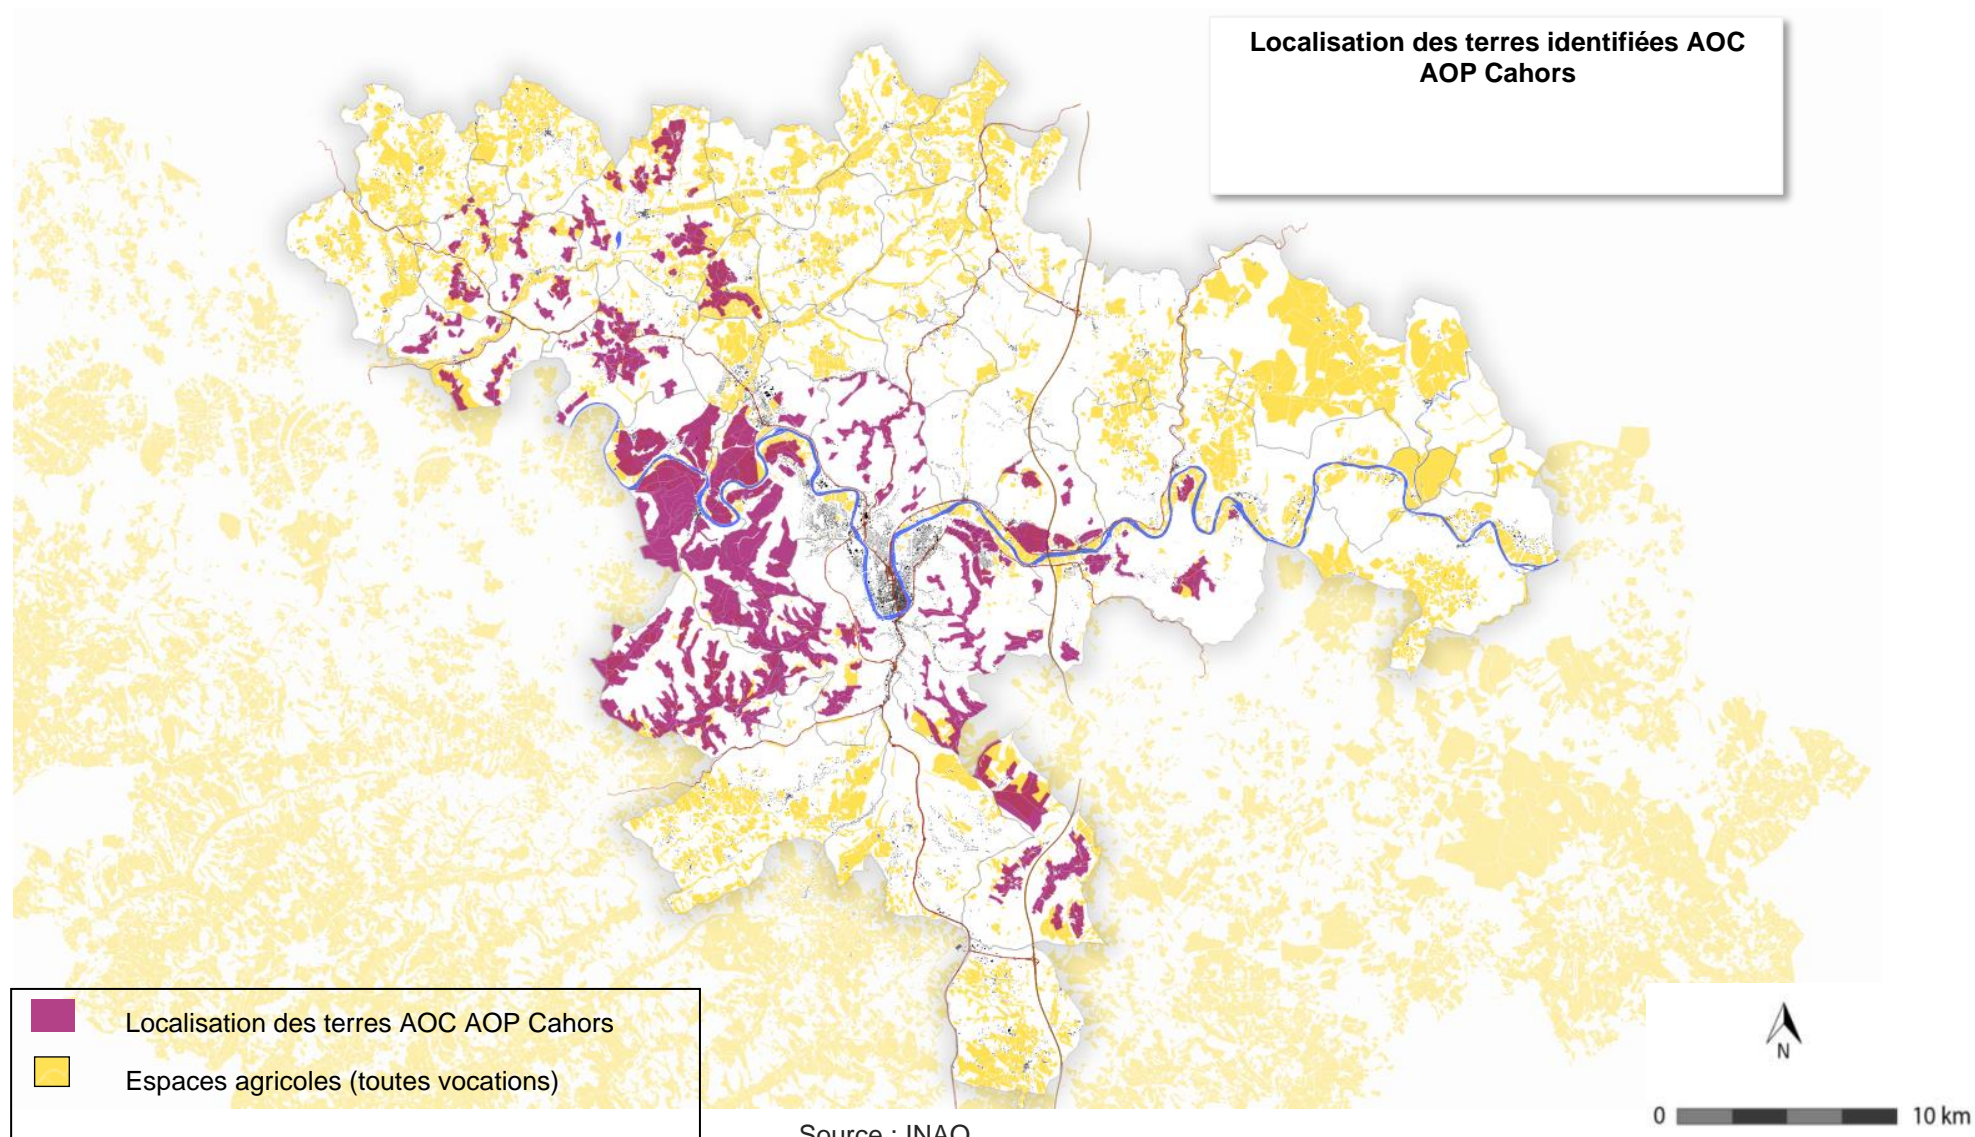 Localisation des terres identifiées AOC
AOP Cahors
Localisation des terres AOC AOP Cahors
Espaces agricoles (toutes vocations)
Source : INAO
N
0 10 km